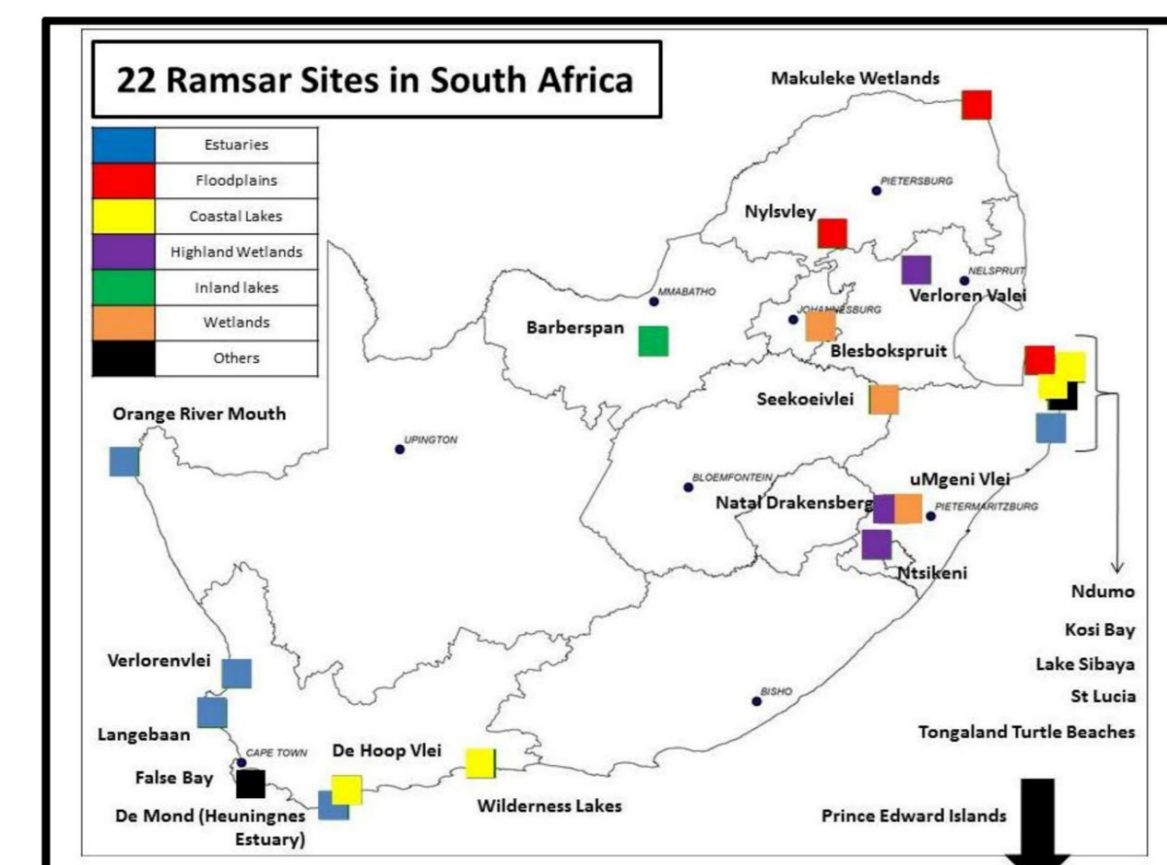 22 Ramsar Sites in South Africa
Estuaries
Floodplains
Coastal Lakes
Highland Wetlands
Inland lakes
Wetlands
Others
Makuleke Wetlands
PIETERSBURG
Nylsvley
NELSPRUIT
Verloren Valei
MMABATHO
JOHANNESBURG
Barberspan
Blesbokspruit
Seekoeivlei
Orange River Mouth
UPINGTON
BLOEMFONTEIN
uMgeni Vlei
Natal Drakensberg
PIETERMARITZBURG
Ntsikeni
Ndumo
Kosi Bay
Lake Sibaya
St Lucia
Tongaland Turtle Beaches
Verlorenvlei
BISHO
Langebaan
CAPE TOWN
De Hoop Vlei
False Bay
Wilderness Lakes
De Mond (Heuningnes
Estuary)
Prince Edward Islands